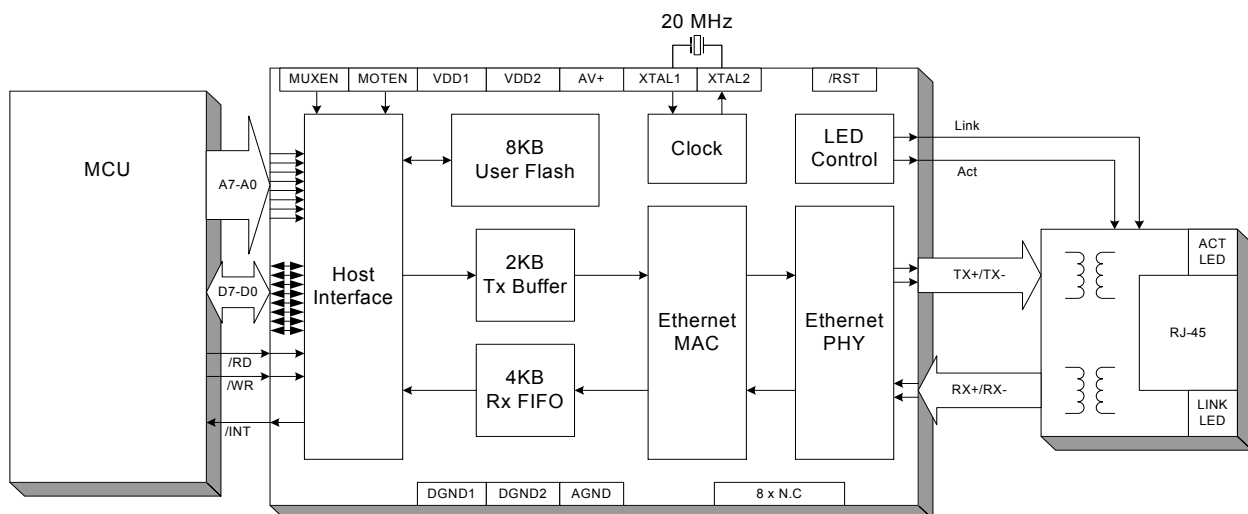 20 MHz
MUXEN
MOTEN
VDD1
VDD2
AV+
XTAL1
XTAL2
/RST
MCU
A7-A0
D7-D0
/RD
/WR
/INT
Host
Interface
8KB
User Flash
Clock
LED
Control
Link
Act
2KB
Tx Buffer
4KB
Rx FIFO
Ethernet
MAC
Ethernet
PHY
TX+/TX-
RX+/RX-
ACT
LED
RJ-45
LINK
LED
DGND1
DGND2
AGND
8 x N.C